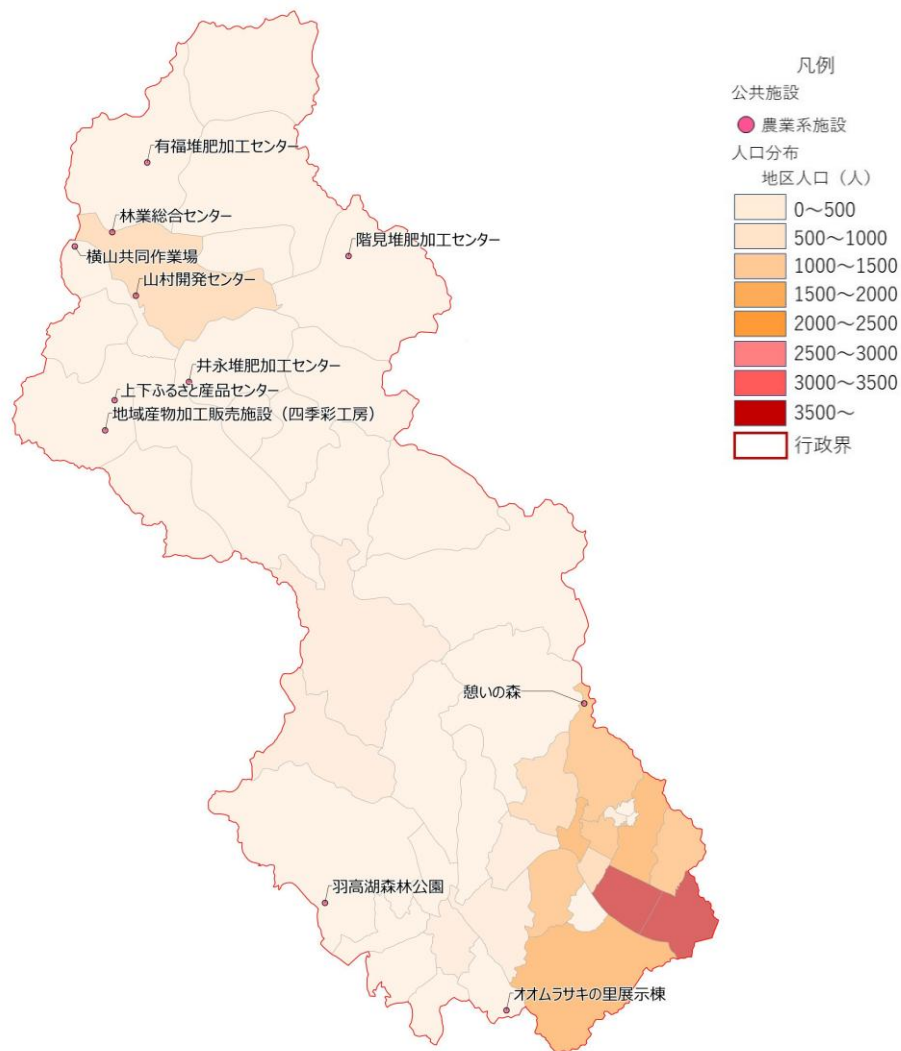 凡例
公共施設
農業系施設
人口分布
地区人口（人）
0～500
500～1000
1000～1500
1500～2000
2000～2500
2500～3000
3000～3500
3500～
行政界
有福堆肥加工センター
林業総合センター
階見堆肥加工センター
横山共同作業場
山村開発センター
井永堆肥加工センター
上下ふるさと産品センター
地域産物加工販売施設（四季彩工房）
憩いの森
羽高湖森林公園
オオムラサキの里展示棟